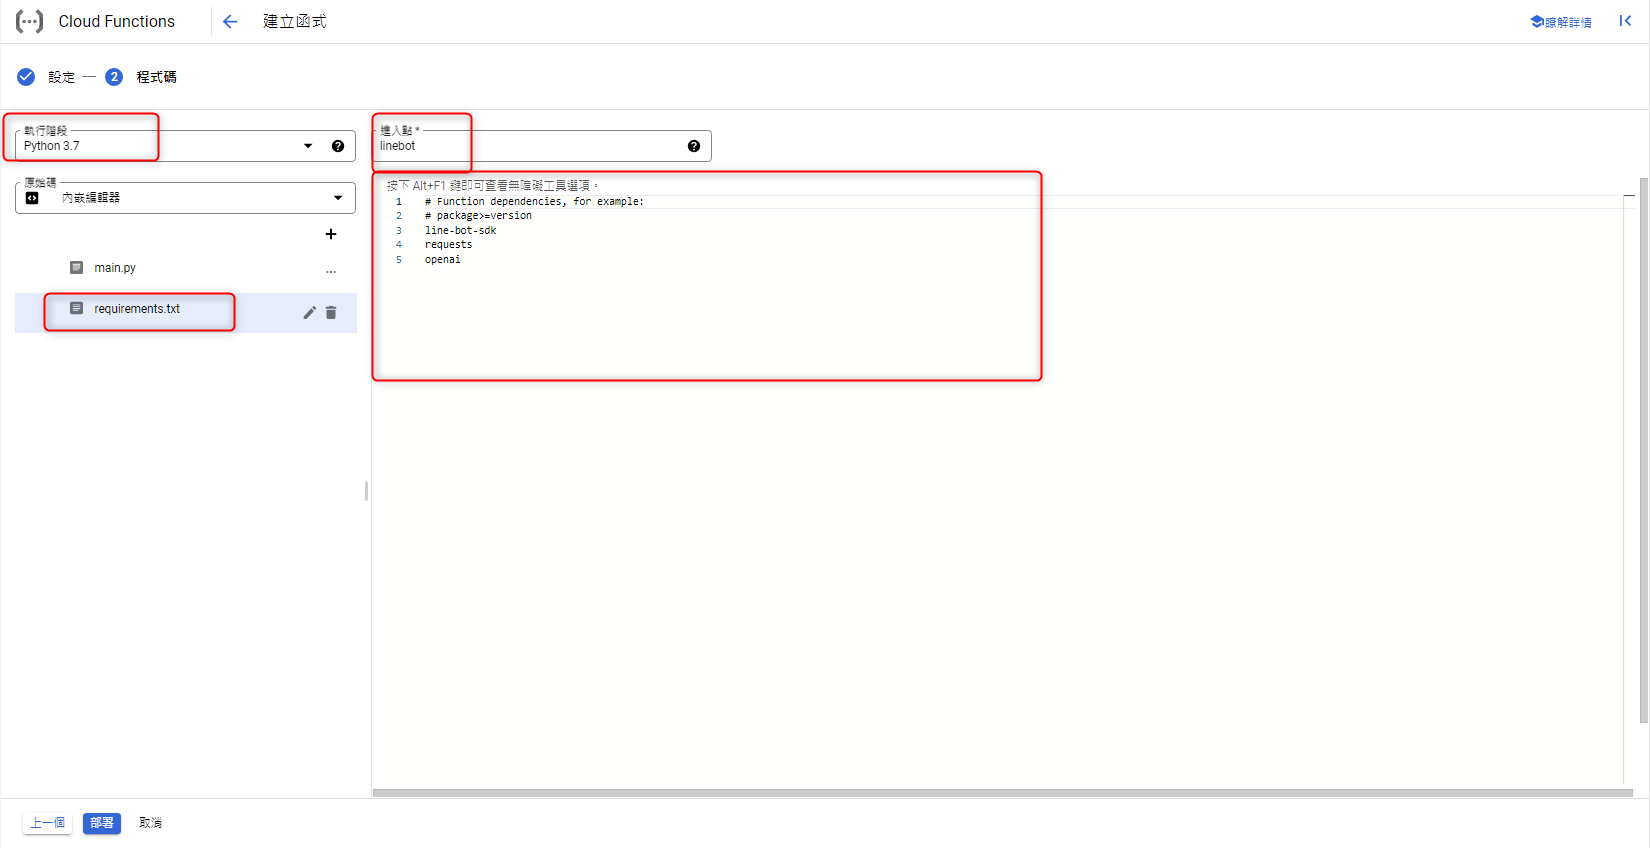 Cloud Functions
建立函式
瞭解詳情
設定
2 程式碼
執行階段
Python 3.7
進入點 *
linebot
原始碼
內嵌編輯器
main.py
requirements.txt
按下 Alt+F1 鍵即可查看無障礙工具選項。
1 # Function dependencies, for example:
2 # package>=version
3 line-bot-sdk
4 requests
5 openai
上一個 部署 取消